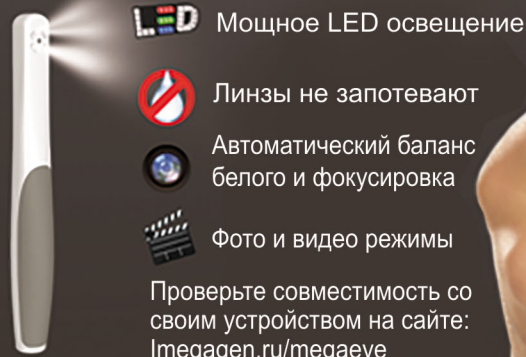 LED Мощное LED освещение
Линзы не запотевают
Автоматический баланс
белого и фокусировка
Фото и видео режимы
Проверьте совместимость со
своим устройством на сайте:
Imegagen.ru/megaeye